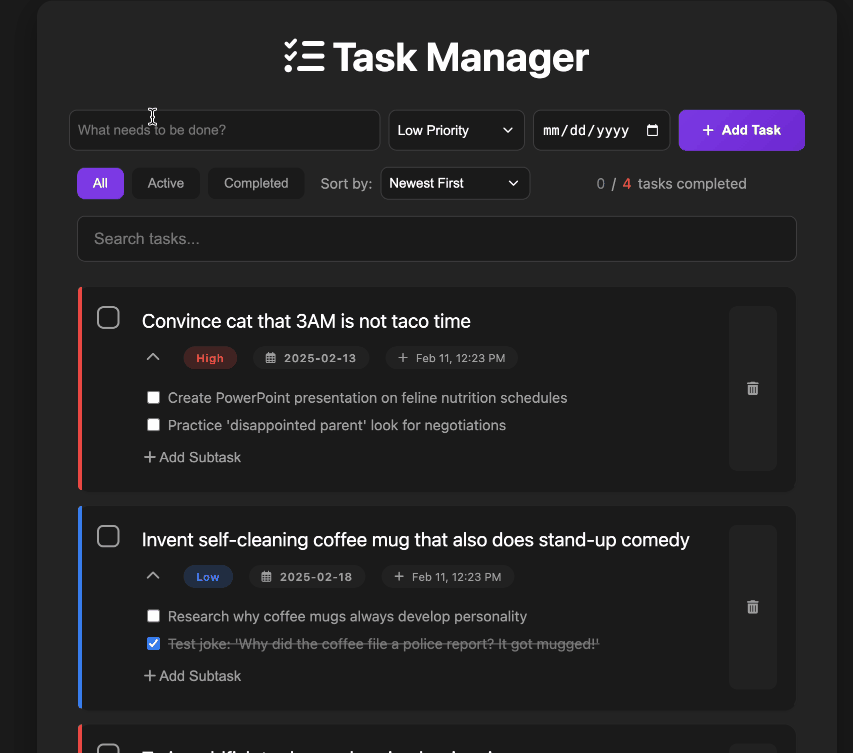 Task Manager
What needs to be done? Low Priority mm/dd/yyyy + Add Task
All Active Completed Sort by: Newest First 0 / 4 tasks completed
Search tasks...
Convince cat that 3AM is not taco time
High 2025-02-13 + Feb 11, 12:23 PM
Create PowerPoint presentation on feline nutrition schedules
Practice 'disappointed parent' look for negotiations
+ Add Subtask
Invent self-cleaning coffee mug that also does stand-up comedy
Low 2025-02-18 + Feb 11, 12:23 PM
Research why coffee mugs always develop personality
Test joke: 'Why did the coffee file a police report? It got mugged!'
+ Add Subtask